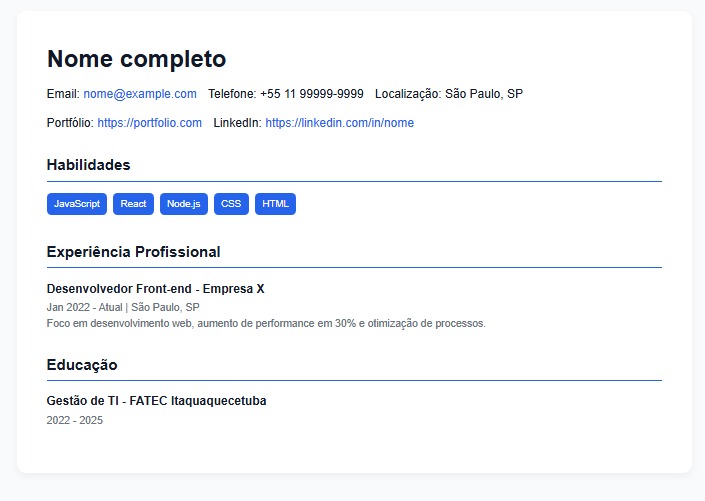 Nome completo
Email: nome@example.com Telefone: +55 11 99999-9999 Localização: São Paulo, SP
Portfólio: https://portfolio.com LinkedIn: https://linkedin.com/in/nome
Habilidades
JavaScript React Node.js CSS HTML
Experiência Profissional
Desenvolvedor Front-end - Empresa X
Jan 2022 - Atual | São Paulo, SP
Foco em desenvolvimento web, aumento de performance em 30% e otimização de processos.
Educação
Gestão de TI - FATEC Itaquaquecetuba
2022 - 2025